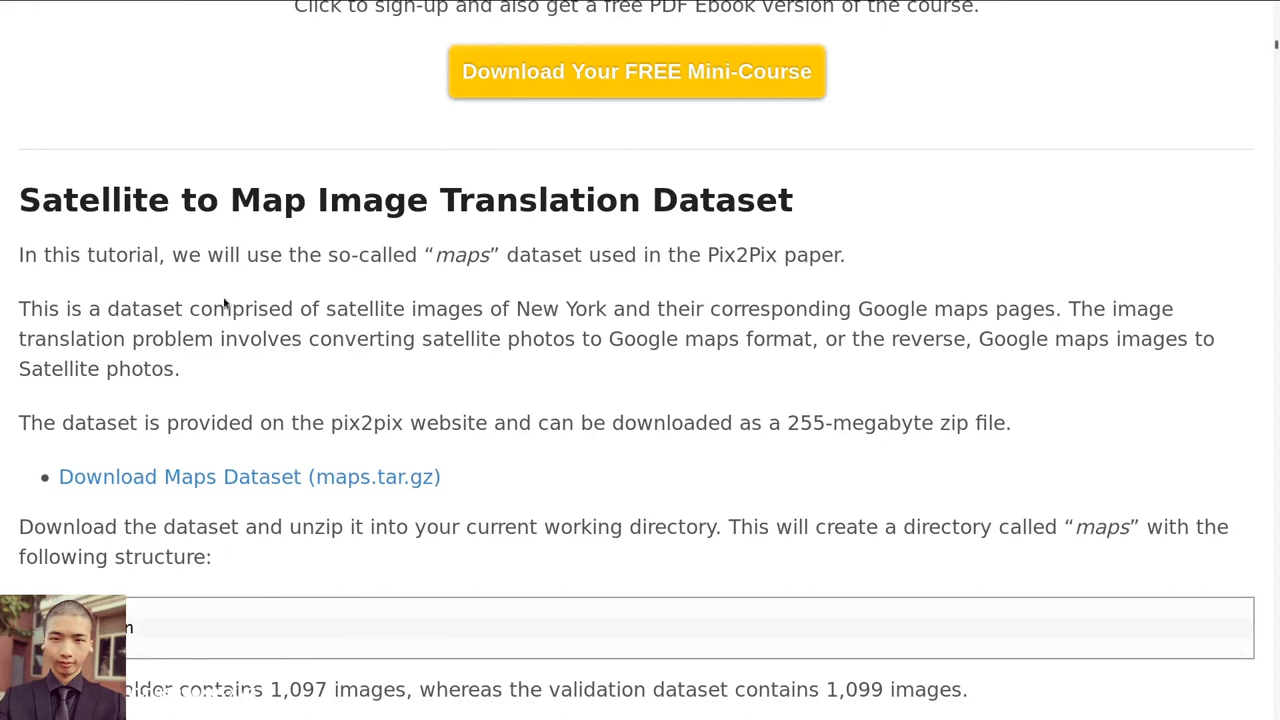 Click to sign-up and also get a free PDF Ebook version of the course.
Download Your FREE Mini-Course
Satellite to Map Image Translation Dataset
In this tutorial, we will use the so-called “maps” dataset used in the Pix2Pix paper.
This is a dataset comprised of satellite images of New York and their corresponding Google maps pages. The image
translation problem involves converting satellite photos to Google maps format, or the reverse, Google maps images to
Satellite photos.
The dataset is provided on the pix2pix website and can be downloaded as a 255-megabyte zip file.
• Download Maps Dataset (maps.tar.gz)
Download the dataset and unzip it into your current working directory. This will create a directory called “maps” with the
following structure:
contains 1,097 images, whereas the validation dataset contains 1,099 images.